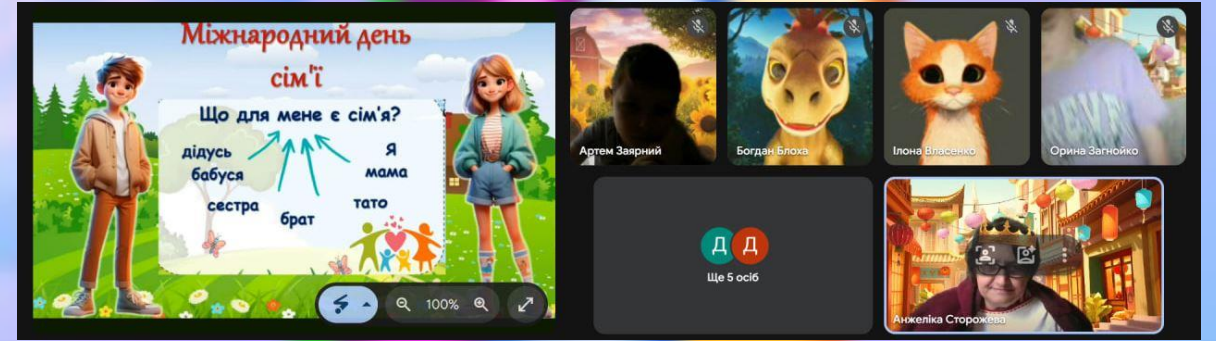 Міжнародний день
сім'ї
Що для мене є сім'я?
дідусь
бабуся
сестра
брат
Я
мама
тато
100%
Артем Заярний
Богдан Блоха
Ілона Власенко
Орина Загнойко
Д Д
Ще 5 осіб
Анжеліка Сторожева